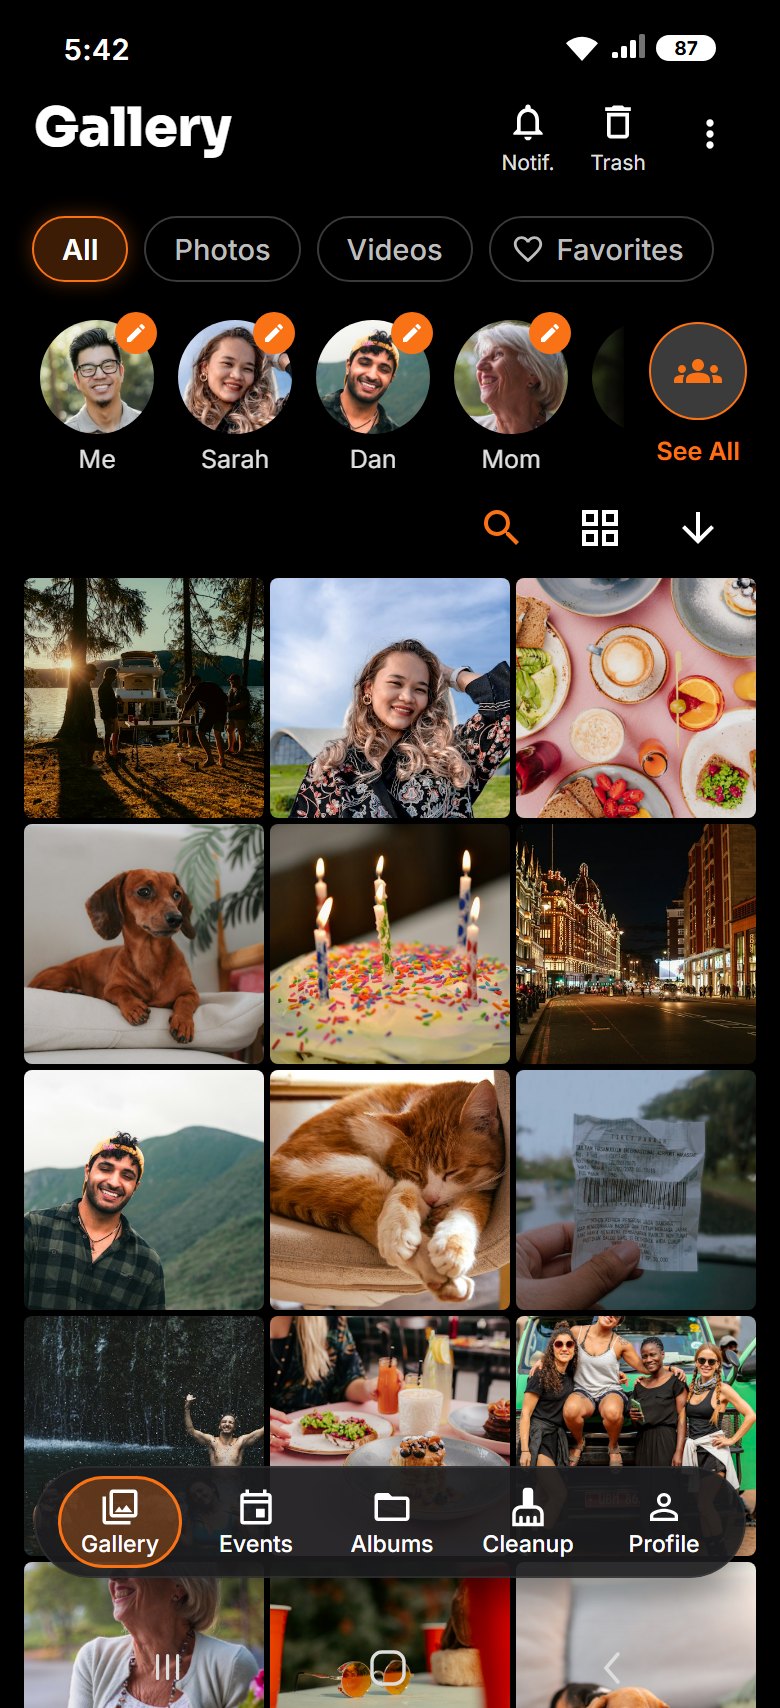 5:42
87
Gallery
Notif.
Trash
All
Photos
Videos
Favorites
Me
Sarah
Dan
Mom
See All
Gallery
Events
Albums
Cleanup
Profile